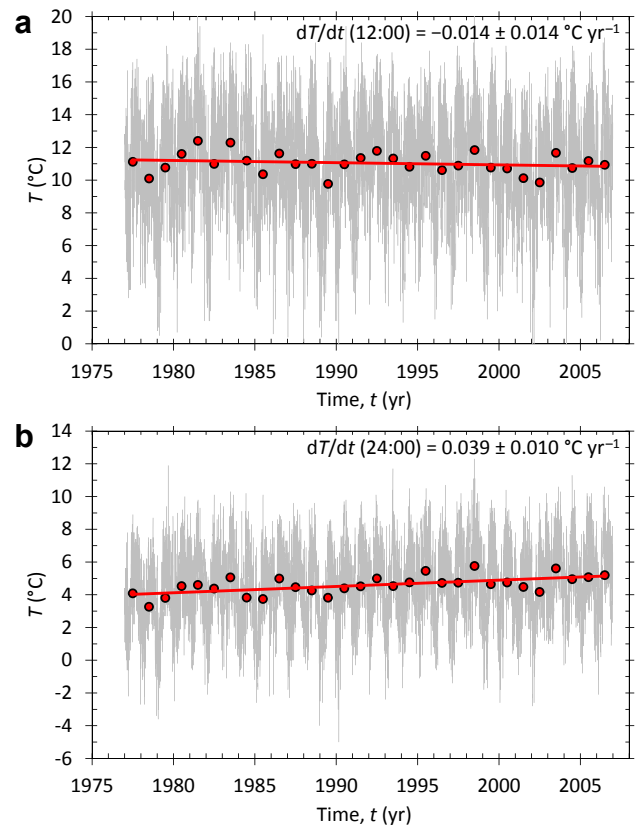 a
dT/dt (12:00) = −0.014 ± 0.014 °C yr⁻¹
20
18
16
14
12
10
8
6
4
2
0
T (°C)
1975 1980 1985 1990 1995 2000 2005
Time, t (yr)
b
dT/dt (24:00) = 0.039 ± 0.010 °C yr⁻¹
14
12
10
8
6
4
2
0
-2
-4
-6
T (°C)
1975 1980 1985 1990 1995 2000 2005
Time, t (yr)